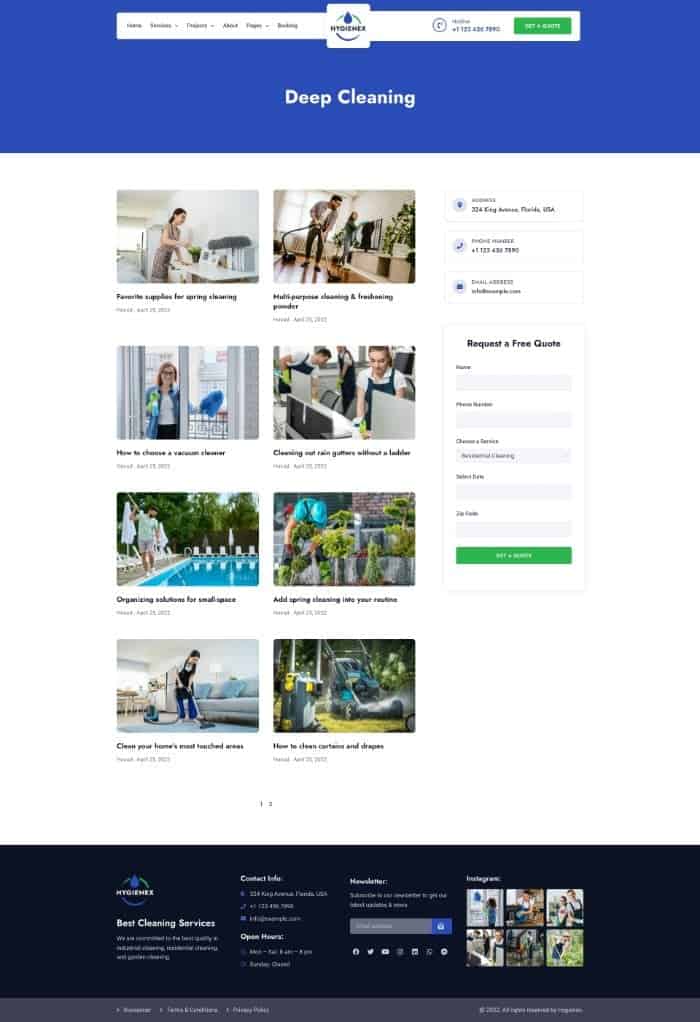 Home Services Projects About Pages Booking
HYGIENEX
Hotline
+1 123 456 7890
GET A QUOTE
Deep Cleaning
Favorite supplies for spring cleaning
April 25, 2022
Multi-purpose cleaning & freshening
powder
April 25, 2022
How to choose a vacuum cleaner
April 25, 2022
Cleaning out rain gutters without a ladder
April 25, 2022
Organizing solutions for small-space
April 25, 2022
Add spring cleaning into your routine
April 25, 2022
Clean your home's most touched areas
April 25, 2022
How to clean curtains and drapes
April 25, 2022
1 2
ADDRESS
324 King Avenue, Florida, USA
PHONE NUMBER
+1 123 456 7890
EMAIL ADDRESS
info@example.com
Request a Free Quote
Name
Phone Number
Choose a Service
Residential Cleaning
Select Date
Zip Code
GET A QUOTE
HYGIENEX
Best Cleaning Services
We are committed to the best quality in
industrial cleaning, residential cleaning,
and garden cleaning.
Contact Info:
324 King Avenue, Florida, USA
+1 123 456 7890
info@example.com
Open Hours:
Mon – Sat: 8 am – 8 pm
Sunday: Closed
Newsletter:
Subscribe to our newsletter to get our
latest updates & news
Email address
Instagram:
Disclaimer Terms & Conditions Privacy Policy
© 2022, All rights reserved by Hygienex.